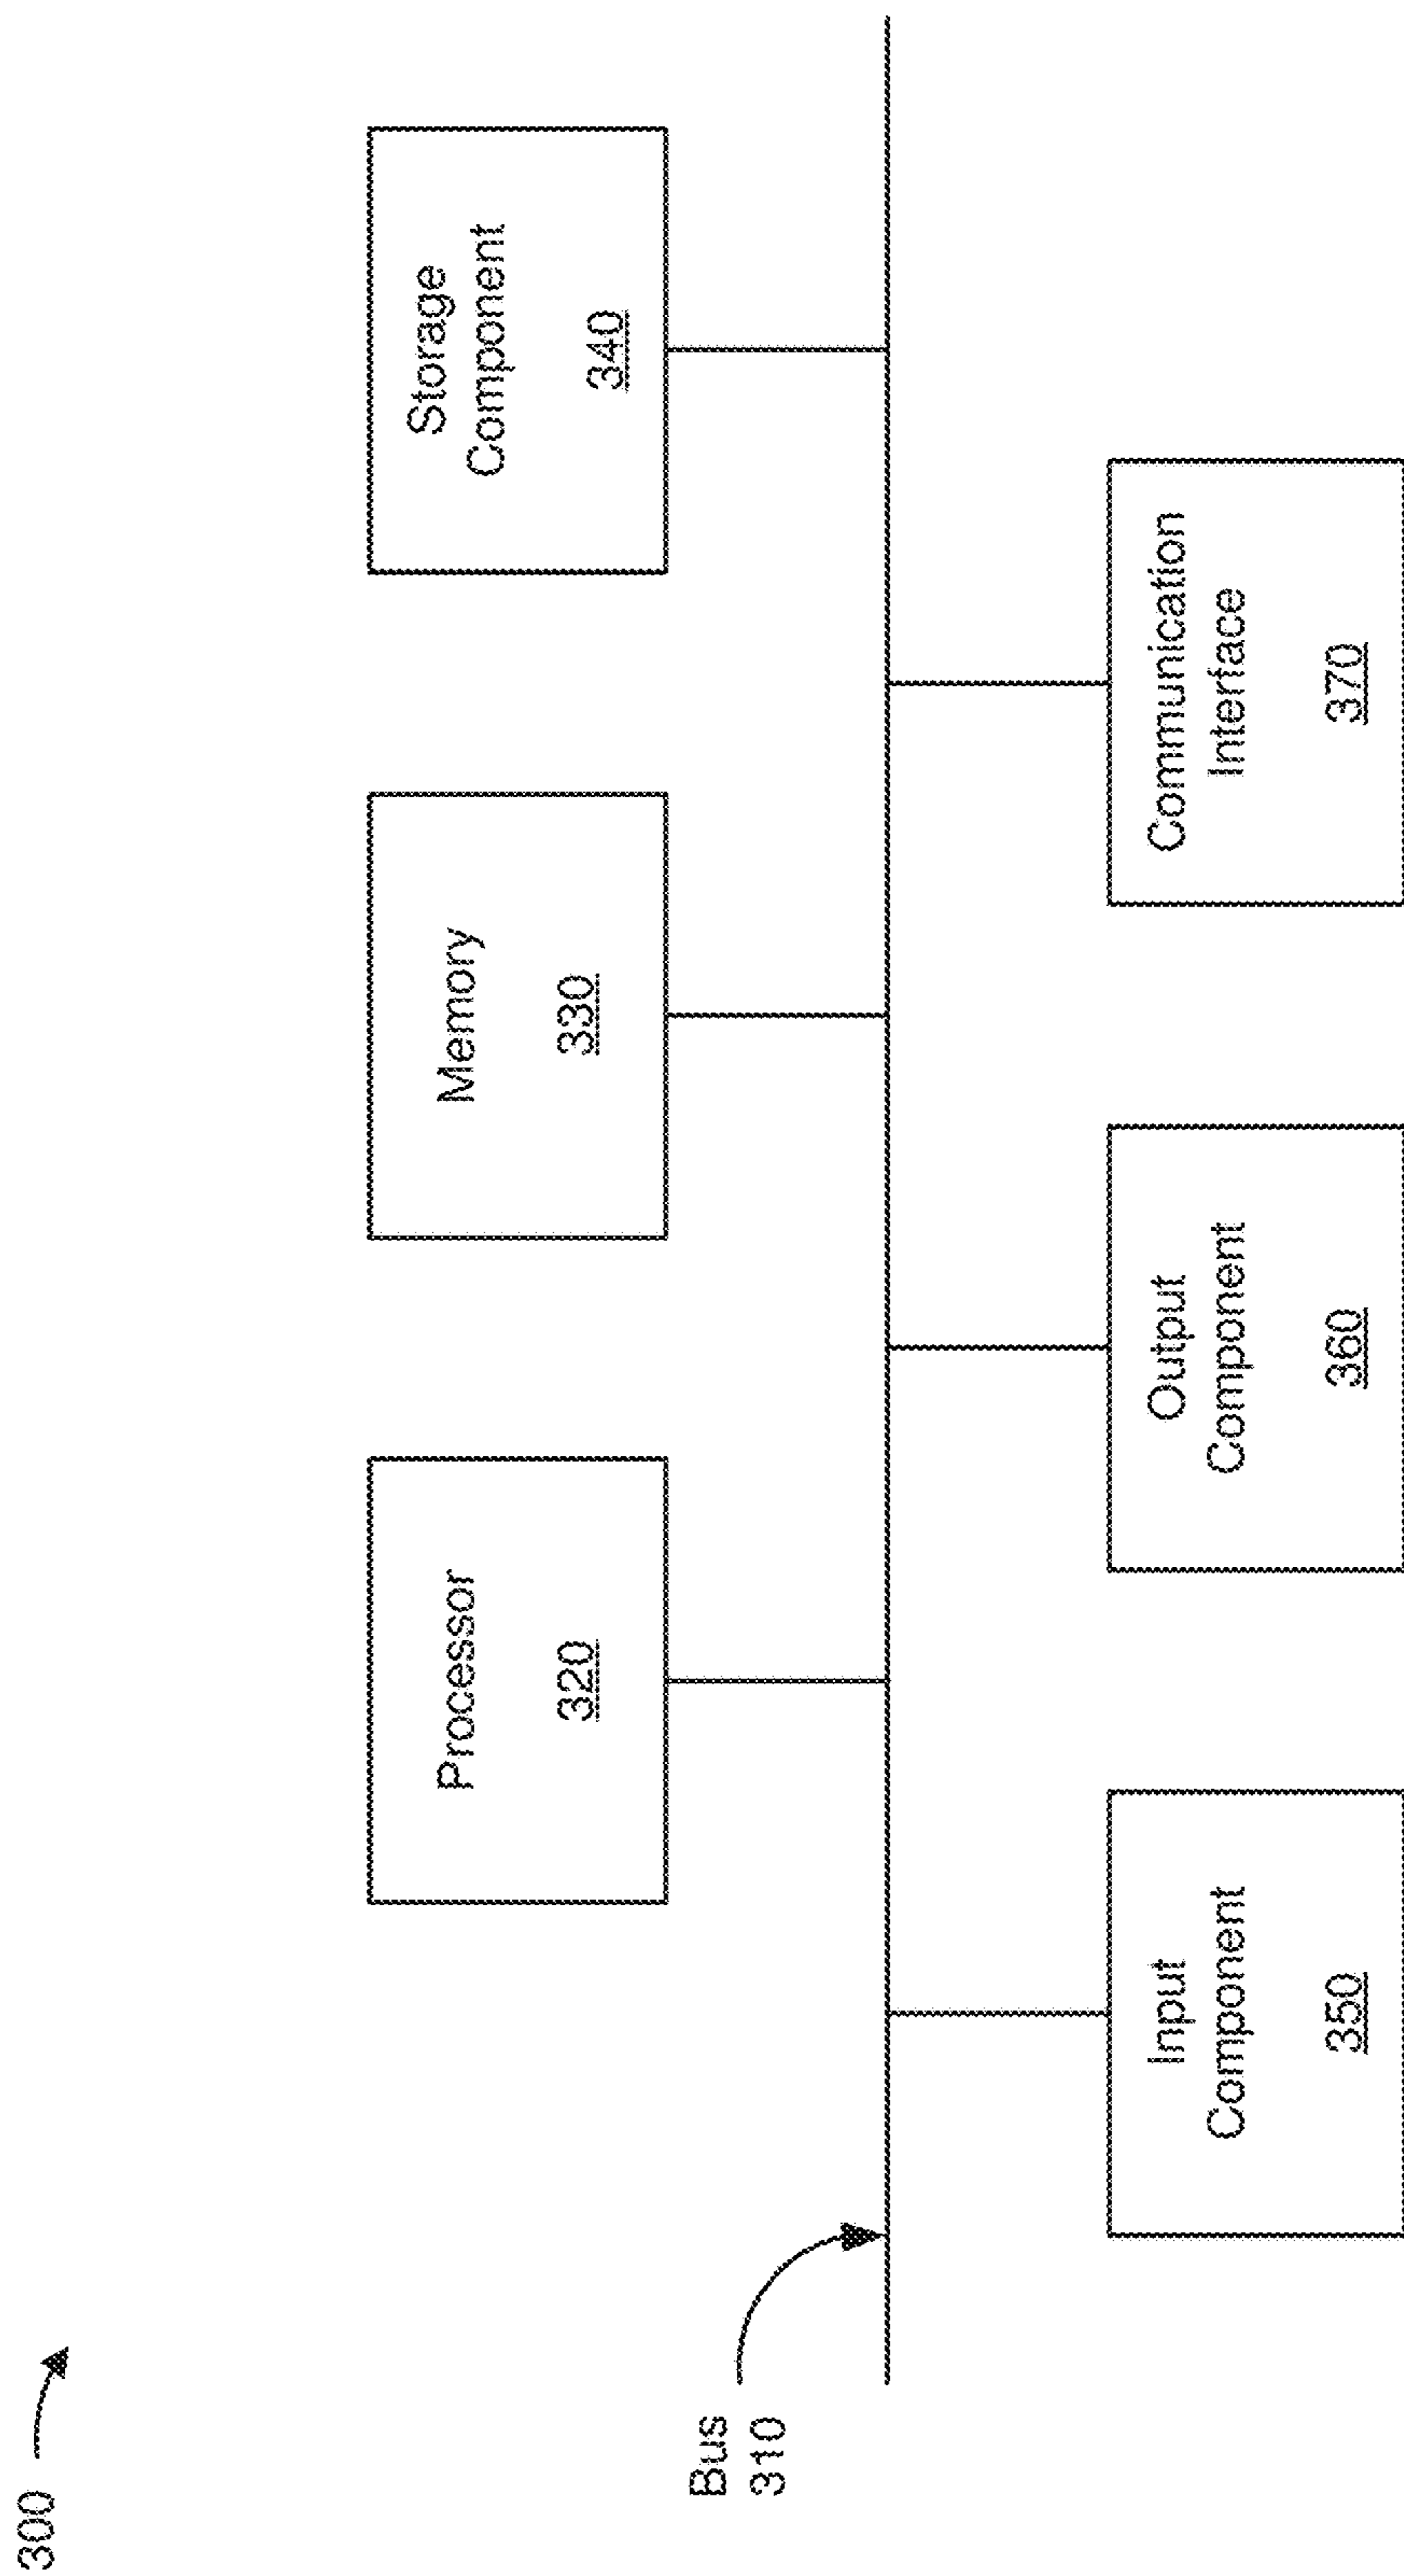 300
Bus
310
Processor
320
Memory
330
Storage
Component
340
Input
Component
350
Output
Component
360
Communication
Interface
370